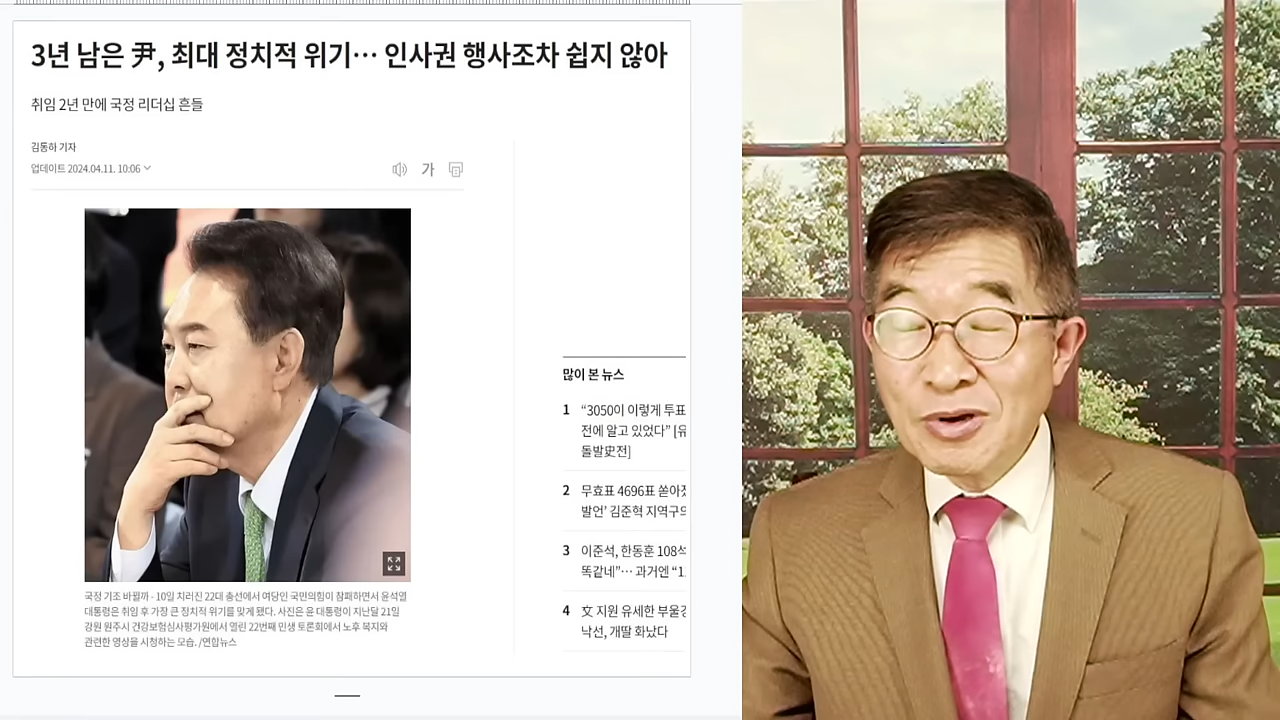 3년 남은 尹, 최대 정치적 위기… 인사권 행사조차 쉽지 않아
취임 2년 만에 국정 리더십 흔들
김동하 기자
업데이트 2024.04.11. 10:06
가
국정 기조 바뀔까 - 10일 치러진 22대 총선에서 여당인 국민의힘이 참패하면서 윤석열
대통령은 취임 후 가장 큰 정치적 위기를 맞게 됐다. 사진은 윤 대통령이 지난달 21일
강원 원주시 건강보험심사평가원에서 열린 22번째 민생 토론회에서 노후 복지와
관련한 영상을 시청하는 모습. /연합뉴스
많이 본 뉴스
1 “3050이 이렇게 투표
전에 알고 있었다” [유
돌발史전]
2 무효표 4696표 쏟아졌
발언’ 김준혁 지역구의
3 이준석, 한동훈 108석
똑같네”… 과거엔 “1
4 文 지원 유세한 부울경
낙선, 개딸 화났다